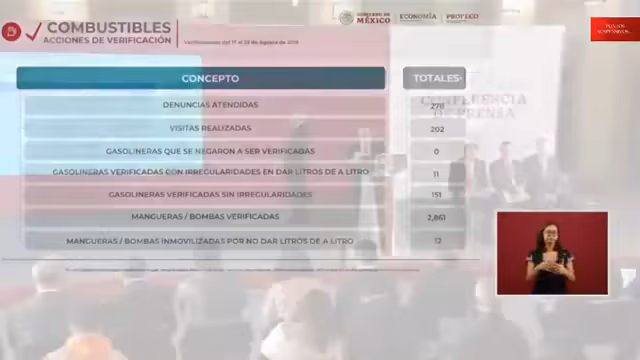 GOBIERNO DE MÉXICO
ECONOMÍA
PROFECO
PUNTOS SUSPENSIVOS...
COMBUSTIBLES
ACCIONES DE VERIFICACIÓN
CONCEPTO TOTALES
DENUNCIAS ATENDIDAS 278
VISITAS REALIZADAS 202
GASOLINERAS QUE SE NEGARON A SER VERIFICADAS 0
GASOLINERAS VERIFICADAS CON IRREGULARIDADES EN DAR LITROS DE A LITRO 11
GASOLINERAS VERIFICADAS SIN IRREGULARIDADES 151
MANGUERAS / BOMBAS VERIFICADAS 2,861
MANGUERAS / BOMBAS INMOVILIZADAS POR NO DAR LITROS DE A LITRO 12
CONFERENCIA
DE PRENSA